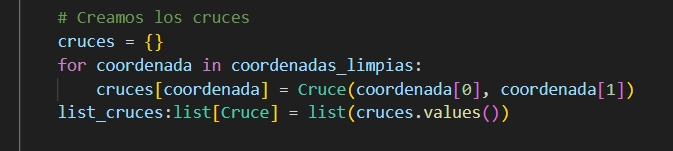 # Creamos los cruces
cruces = {}
for coordenada in coordenadas_limpias:
    cruces[coordenada] = Cruce(coordenada[0], coordenada[1])
list_cruces:list[Cruce] = list(cruces.values())